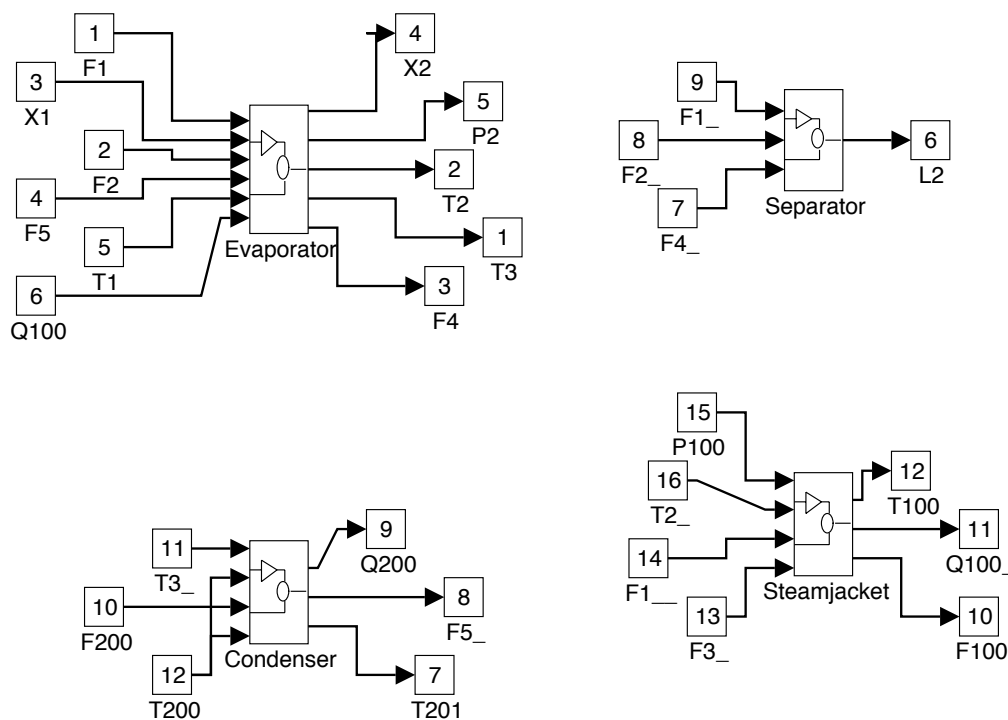 1
F1
3
X1
2
F2
4
F5
5
T1
6
Q100
Evaporator
4
X2
5
P2
2
T2
1
T3
3
F4
9
F1_
8
F2_
7
F4_
Separator
6
L2
11
T3_
10
F200
12
T200
Condenser
9
Q200
8
F5_
7
T201
15
P100
16
T2_
14
F1__
13
F3_
Steamjacket
12
T100
11
Q100_
10
F100